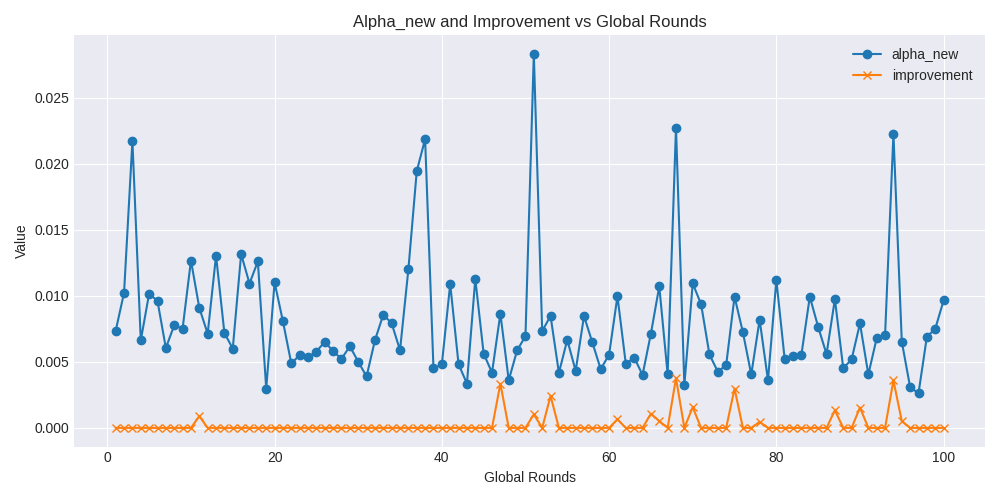 Alpha_new and Improvement vs Global Rounds
alpha_new
improvement
Value
0.025
0.020
0.015
0.010
0.005
0.000
0
20
40
60
80
100
Global Rounds